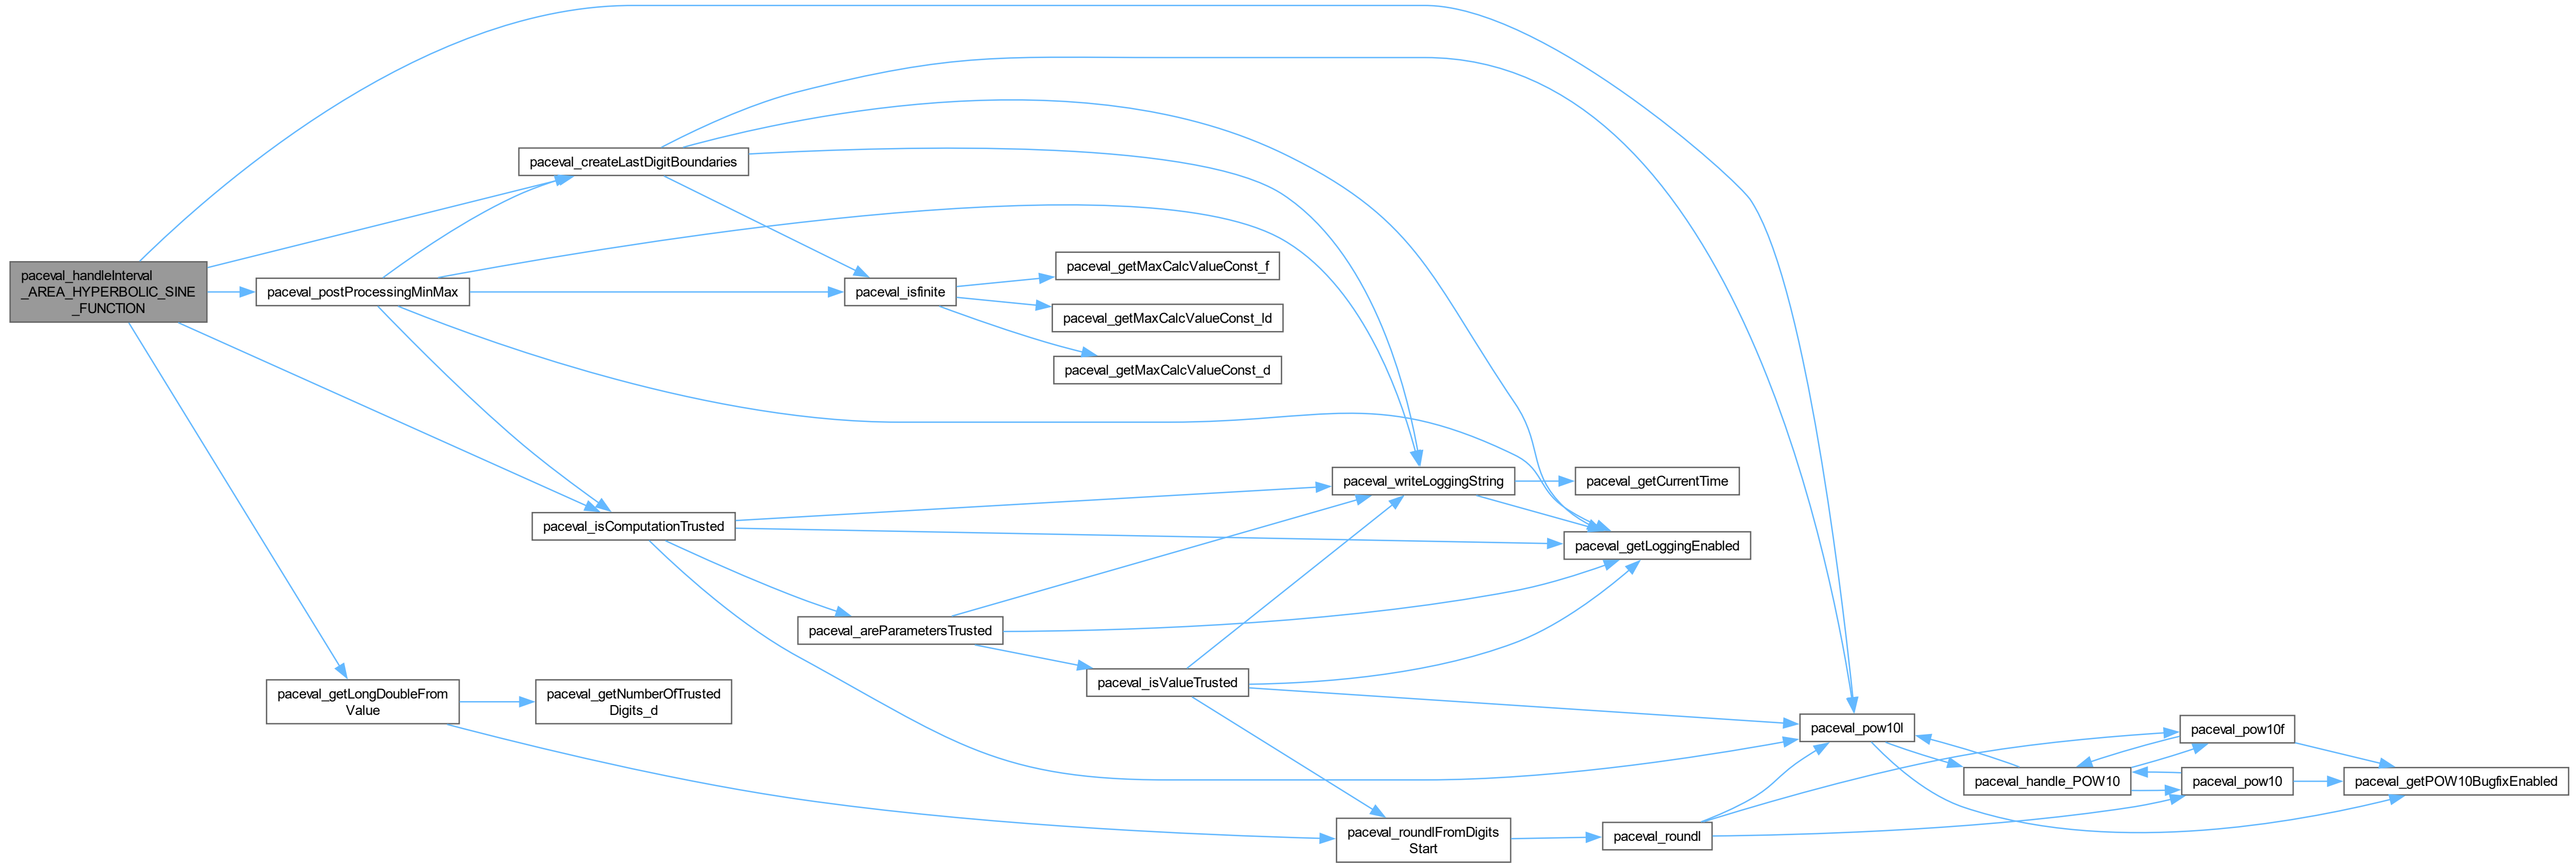 paceval_createLastDigitBoundaries
paceval_handleInterval
_AREA_HYPERBOLIC_SINE
_FUNCTION
paceval_postProcessingMinMax
paceval_isfinite
paceval_getMaxCalcValueConst_f
paceval_getMaxCalcValueConst_ld
paceval_getMaxCalcValueConst_d
paceval_writeLoggingString
paceval_getCurrentTime
paceval_isComputationTrusted
paceval_getLoggingEnabled
paceval_areParametersTrusted
paceval_isValueTrusted
paceval_getLongDoubleFrom
Value
paceval_getNumberOfTrusted
Digits_d
paceval_pow10l
paceval_pow10f
paceval_handle_POW10
paceval_pow10
paceval_getPOW10BugfixEnabled
paceval_roundlFromDigits
Start
paceval_roundl